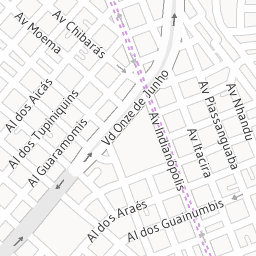 Av Moema
Av Chibarás
Al dos Aicás
Al dos Tupiniquins
Al Guaramomis
Vd Onze de Junho
Av Indianópolis
Av Itacira
Av Piassanguaba
Av Nhandu
Al dos Araés
Al dos Guainumbis